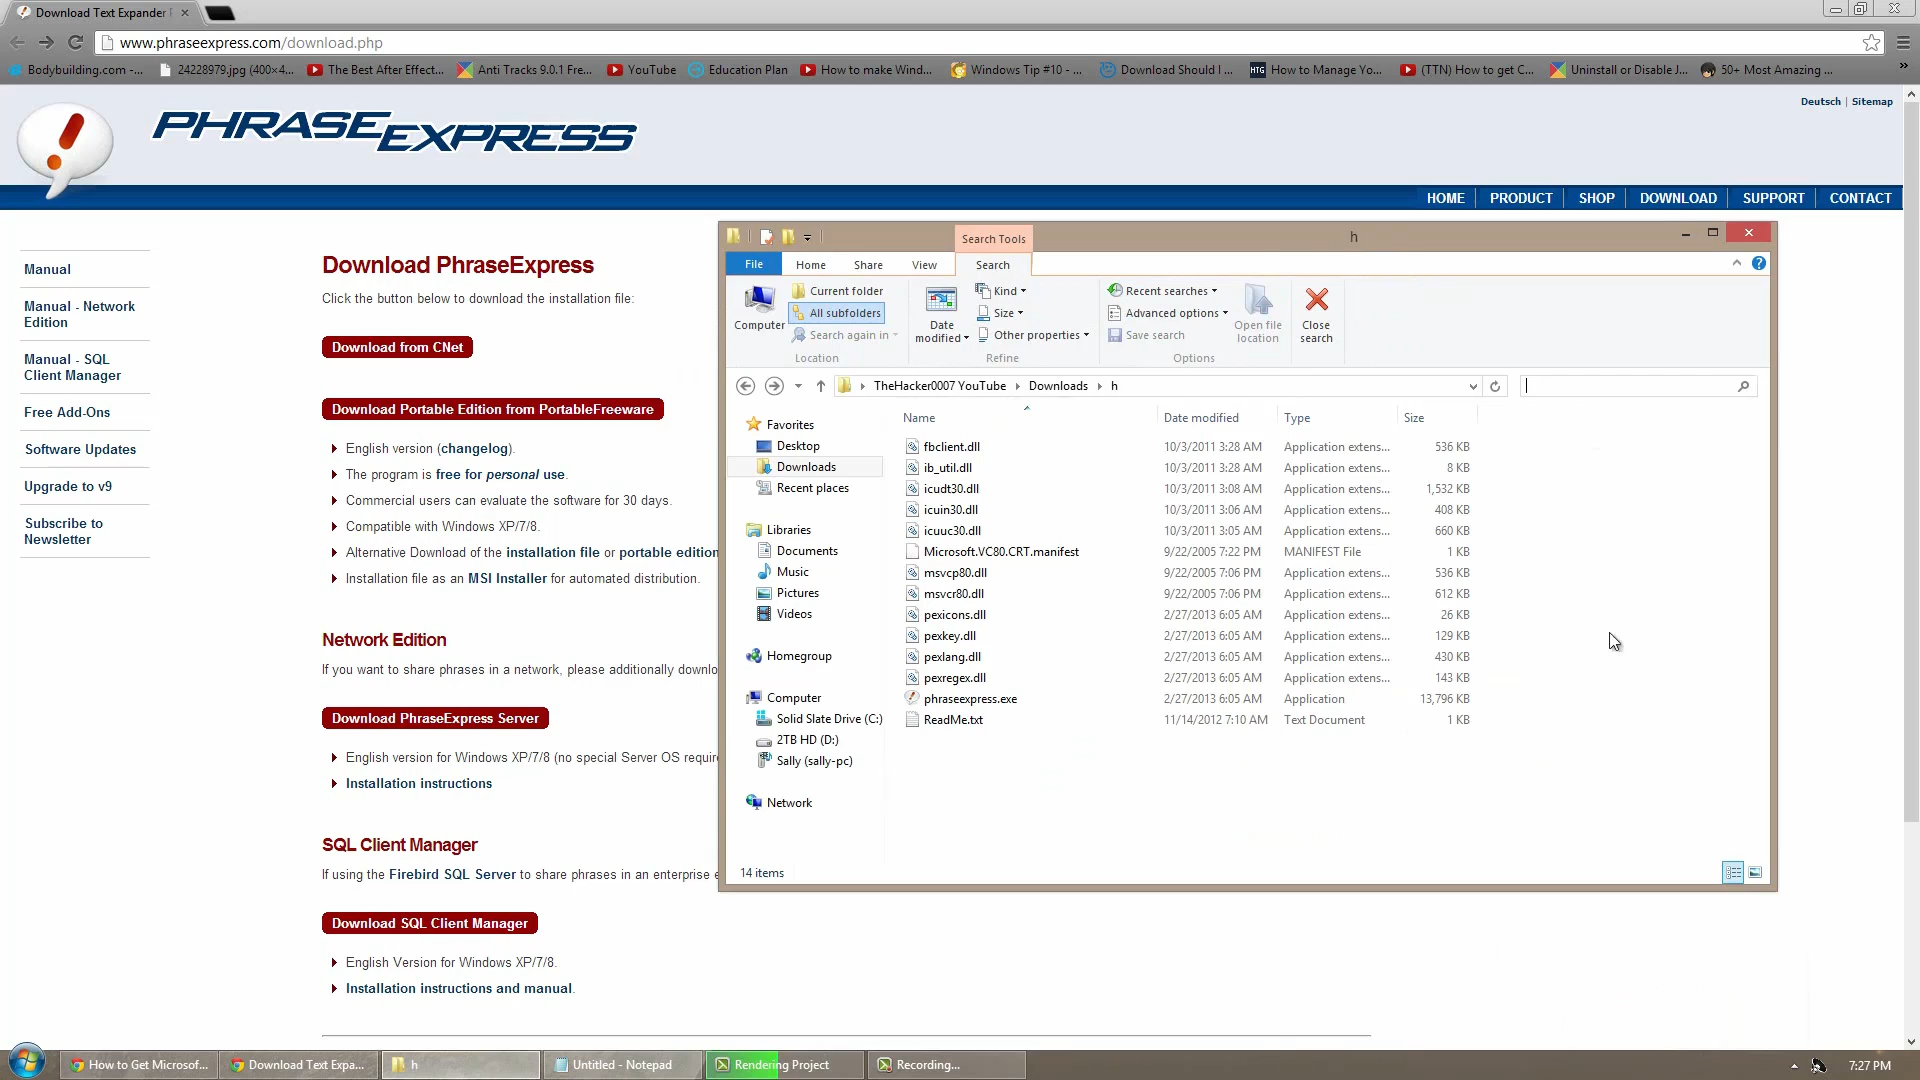 Download Text Expander
www.phraseexpress.com/download.php
Bodybuilding.com -... 24228979.jpg (400×4... The Best After Effect... Anti Tracks 9.0.1 Fre... YouTube Education Plan How to make Wind... Windows Tip #10 - ... Download Should I ... HTG How to Manage Yo... (TTN) How to get C... Uninstall or Disable J... 50+ Most Amazing ... »
Deutsch | Sitemap
PHRASEEXPRESS
HOME PRODUCT SHOP DOWNLOAD SUPPORT CONTACT
Manual
Manual - Network
Edition
Manual - SQL
Client Manager
Free Add-Ons
Software Updates
Upgrade to v9
Subscribe to
Newsletter
Download PhraseExpress
Click the button below to download the installation file:
Download from CNet
Download Portable Edition from PortableFreeware
English version (changelog).
The program is free for personal use.
Commercial users can evaluate the software for 30 days.
Compatible with Windows XP/7/8.
Alternative Download of the installation file or portable edition
Installation file as an MSI Installer for automated distribution.
Network Edition
If you want to share phrases in a network, please additionally downlo
Download PhraseExpress Server
English version for Windows XP/7/8 (no special Server OS require
Installation instructions
SQL Client Manager
If using the Firebird SQL Server to share phrases in an enterprise e
Download SQL Client Manager
English Version for Windows XP/7/8.
Installation instructions and manual.
Search Tools
h
File Home Share View Search
Computer
Current folder
All subfolders
Search again in
Location
Date
modified
Kind
Size
Other properties
Refine
Recent searches
Advanced options
Save search
Open file
location
Options
Close
search
TheHacker0007 YouTube Downloads h
Favorites
Desktop
Downloads
Recent places
Libraries
Documents
Music
Pictures
Videos
Homegroup
Computer
Solid Slate Drive (C:)
2TB HD (D:)
Sally (sally-pc)
Network
Name Date modified Type Size
fbclient.dll 10/3/2011 3:28 AM Application extens... 536 KB
ib_util.dll 10/3/2011 3:28 AM Application extens... 8 KB
icudt30.dll 10/3/2011 3:08 AM Application extens... 1,532 KB
icuin30.dll 10/3/2011 3:06 AM Application extens... 408 KB
icuuc30.dll 10/3/2011 3:05 AM Application extens... 660 KB
Microsoft.VC80.CRT.manifest 9/22/2005 7:22 PM MANIFEST File 1 KB
msvcp80.dll 9/22/2005 7:06 PM Application extens... 536 KB
msvcr80.dll 9/22/2005 7:06 PM Application extens... 612 KB
pexicons.dll 2/27/2013 6:05 AM Application extens... 26 KB
pexkey.dll 2/27/2013 6:05 AM Application extens... 129 KB
pexlang.dll 2/27/2013 6:05 AM Application extens... 430 KB
pexregex.dll 2/27/2013 6:05 AM Application extens... 143 KB
phraseexpress.exe 2/27/2013 6:05 AM Application 13,796 KB
ReadMe.txt 11/14/2012 7:10 AM Text Document 1 KB
14 items
How to Get Microsof... Download Text Expa... h Untitled - Notepad Rendering Project Recording... 7:27 PM